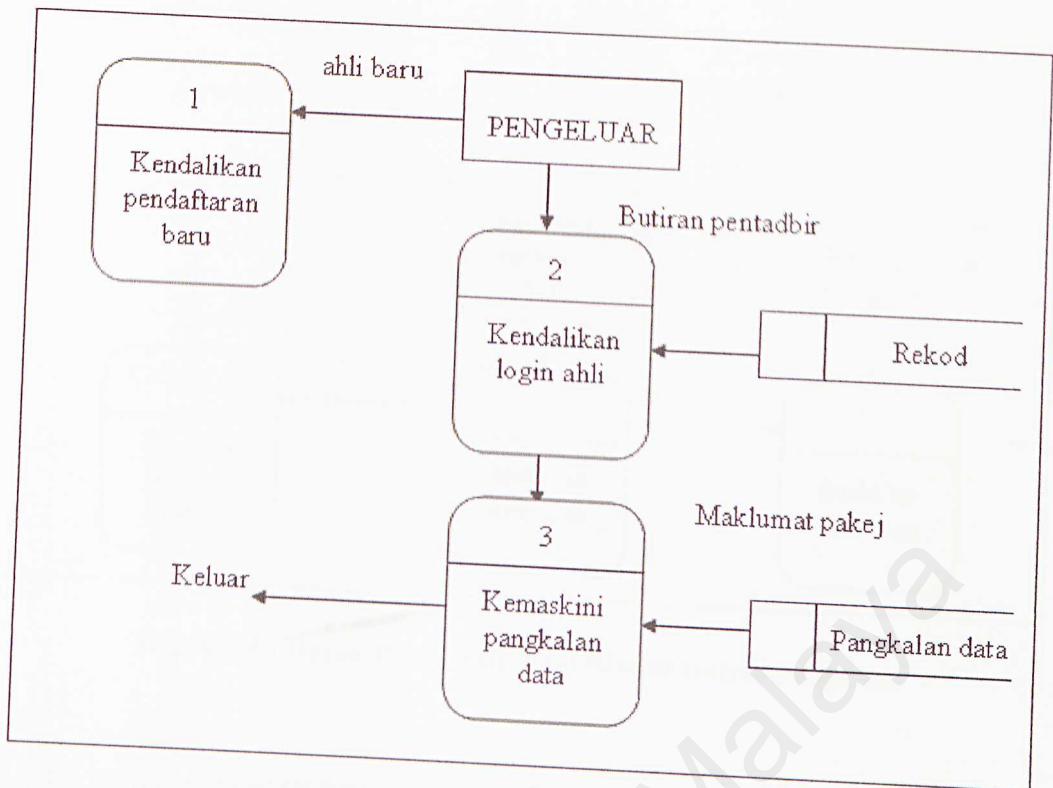 ahli baru
1
Kendalikan
pendaftaran
baru
PENGELUAR
Butiran pentadbir
2
Kendalikan
login ahli
Rekod
Maklumat pakej
3
Kemaskini
pangkalan
data
Keluar
Pangkalan data
Malaya